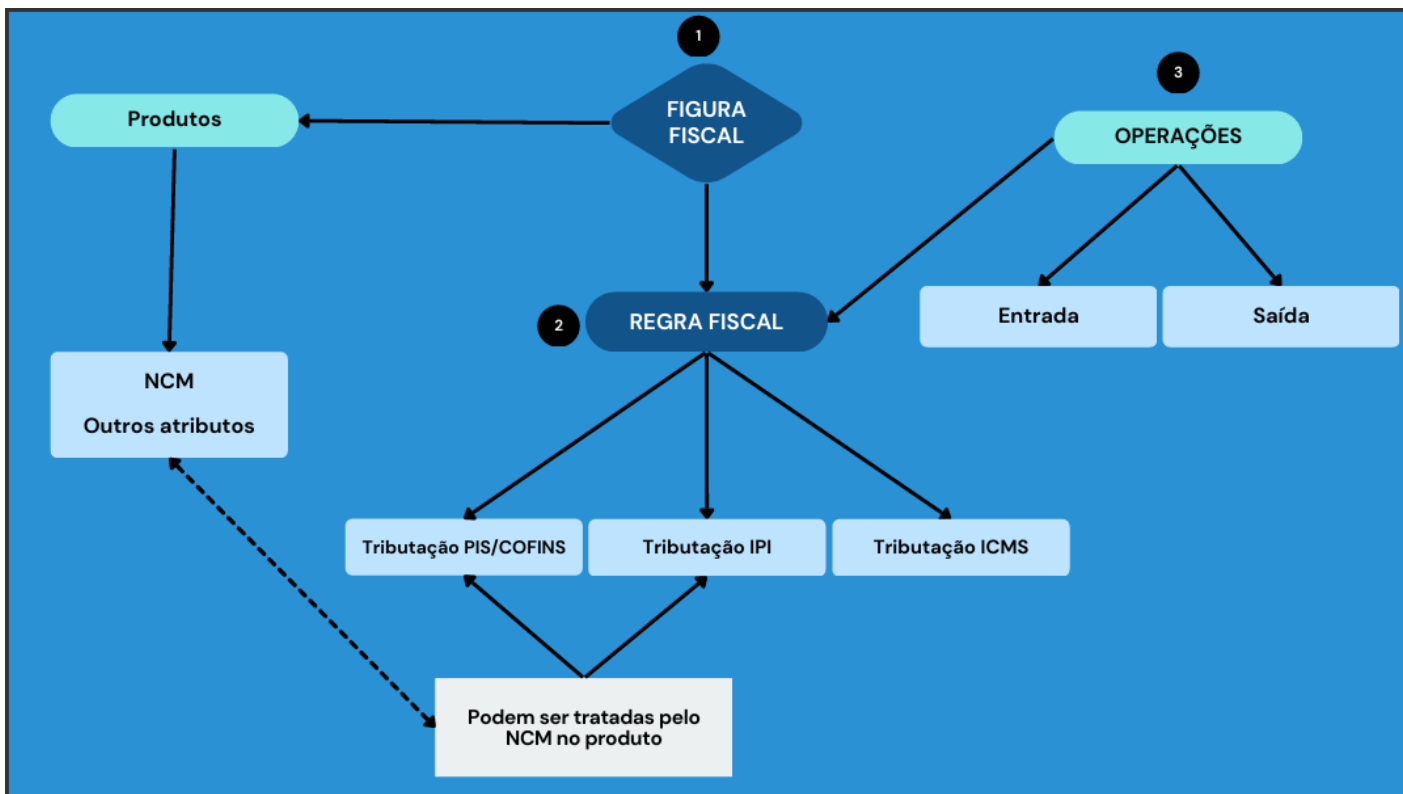 1
3
Produtos
FIGURA
FISCAL
OPERAÇÕES
2
REGRA FISCAL
Entrada
Saída
NCM
Outros atributos
Tributação PIS/COFINS
Tributação IPI
Tributação ICMS
Podem ser tratadas pelo
NCM no produto